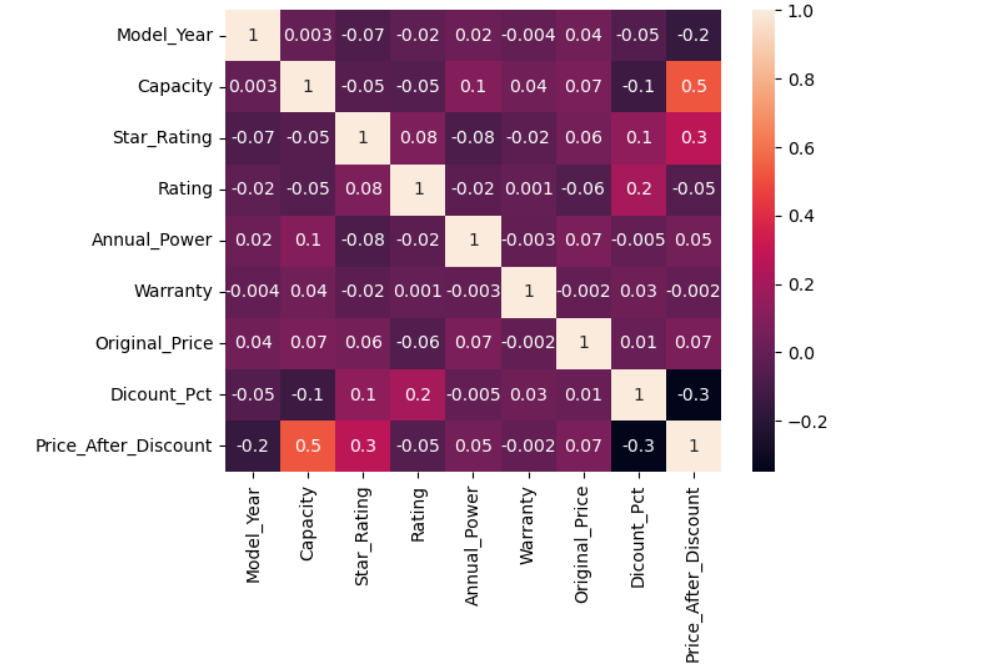 Model_Year 1 0.003 -0.07 -0.02 0.02 -0.004 0.04 -0.05 -0.2
Capacity 0.003 1 -0.05 -0.05 0.1 0.04 0.07 -0.1 0.5
Star_Rating -0.07 -0.05 1 0.08 -0.08 -0.02 0.06 0.1 0.3
Rating -0.02 -0.05 0.08 1 -0.02 0.001 -0.06 0.2 -0.05
Annual_Power 0.02 0.1 -0.08 -0.02 1 -0.003 0.07 -0.005 0.05
Warranty -0.004 0.04 -0.02 0.001 -0.003 1 -0.002 0.03 -0.002
Original_Price 0.04 0.07 0.06 -0.06 0.07 -0.002 1 0.01 0.07
Dicount_Pct -0.05 -0.1 0.1 0.2 -0.005 0.03 0.01 1 -0.3
Price_After_Discount -0.2 0.5 0.3 -0.05 0.05 -0.002 0.07 -0.3 1
Model_Year
Capacity
Star_Rating
Rating
Annual_Power
Warranty
Original_Price
Dicount_Pct
Price_After_Discount
1.0
0.8
0.6
0.4
0.2
0.0
−0.2